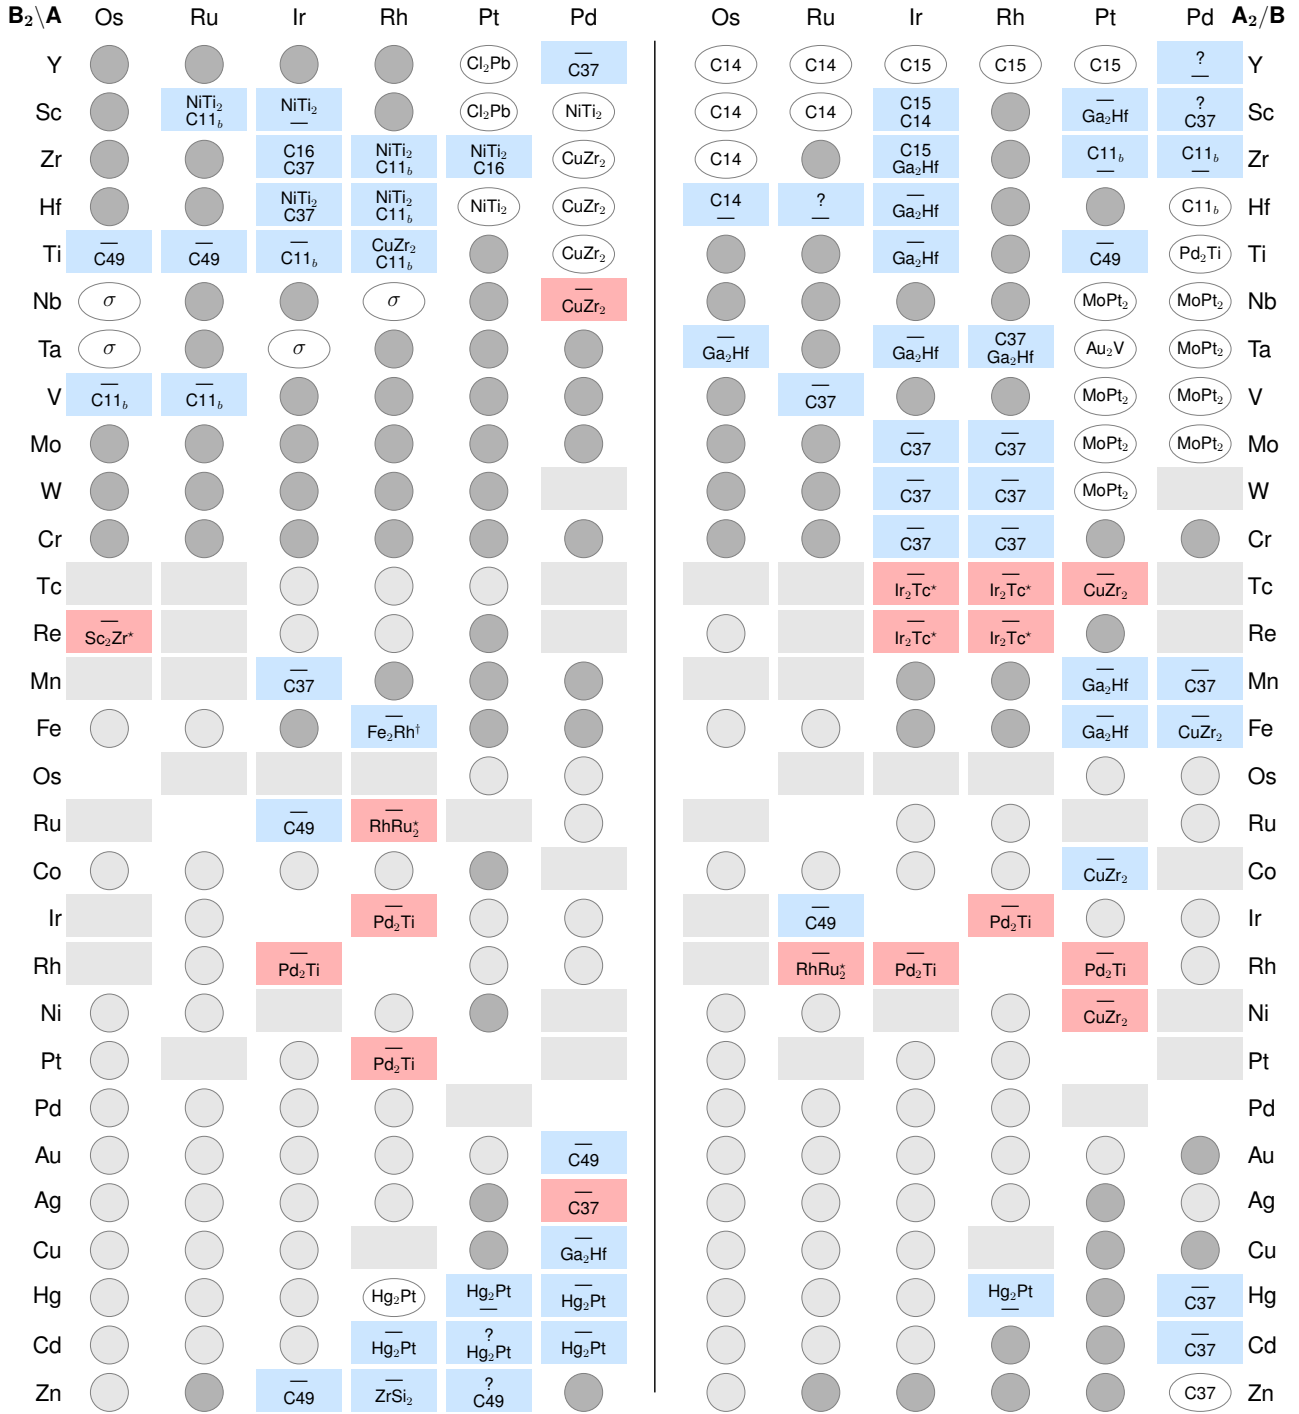 B₂\A Os Ru Ir Rh Pt Pd Os Ru Ir Rh Pt Pd A₂/B
Y Cl₂Pb — C14 C14 C15 C15 C15 ? Y
C37 —
Sc NiTi₂ NiTi₂ Cl₂Pb NiTi₂ C14 C14 C15 — ? Sc
C11b — C14 Ga₂Hf C37
Zr C16 NiTi₂ NiTi₂ CuZr₂ C14 C15 C11b C11b Zr
C37 C11b C16 Ga₂Hf — —
Hf NiTi₂ NiTi₂ NiTi₂ CuZr₂ C14 ? — C11b Hf
C37 C11b — — Ga₂Hf
Ti — — — CuZr₂ CuZr₂ — — Pd₂Ti Ti
C49 C49 C11b C11b Ga₂Hf C49
Nb σ σ — MoPt₂ MoPt₂ Nb
CuZr₂
Ta σ σ — — C37 Au₂V MoPt₂ Ta
Ga₂Hf Ga₂Hf Ga₂Hf
V — — — MoPt₂ MoPt₂ V
C11b C11b C37
Mo — — MoPt₂ MoPt₂ Mo
C37 C37
W — — MoPt₂ W
C37 C37
Cr — — Cr
C37 C37
Tc — — — Tc
Ir₂Tc* Ir₂Tc* CuZr₂
Re — — — Re
Sc₂Zr* Ir₂Tc* Ir₂Tc*
Mn — — — Mn
C37 Ga₂Hf C37
Fe — — — Fe
Fe₂Rh† Ga₂Hf CuZr₂
Os Os
Ru — — Ru
C49 RhRu₂*
Co — Co
CuZr₂
Ir — — — Ir
Pd₂Ti C49 Pd₂Ti
Rh — — — — Rh
Pd₂Ti RhRu₂* Pd₂Ti Pd₂Ti
Ni — Ni
CuZr₂
Pt — Pt
Pd₂Ti
Pd Pd
Au — Au
C49
Ag — Ag
C37
Cu — Cu
Ga₂Hf
Hg Hg₂Pt Hg₂Pt — Hg₂Pt — Hg
— Hg₂Pt — C37
Cd — ? — — Cd
Hg₂Pt Hg₂Pt Hg₂Pt C37
Zn — — ? C37 Zn
C49 ZrSi₂ C49